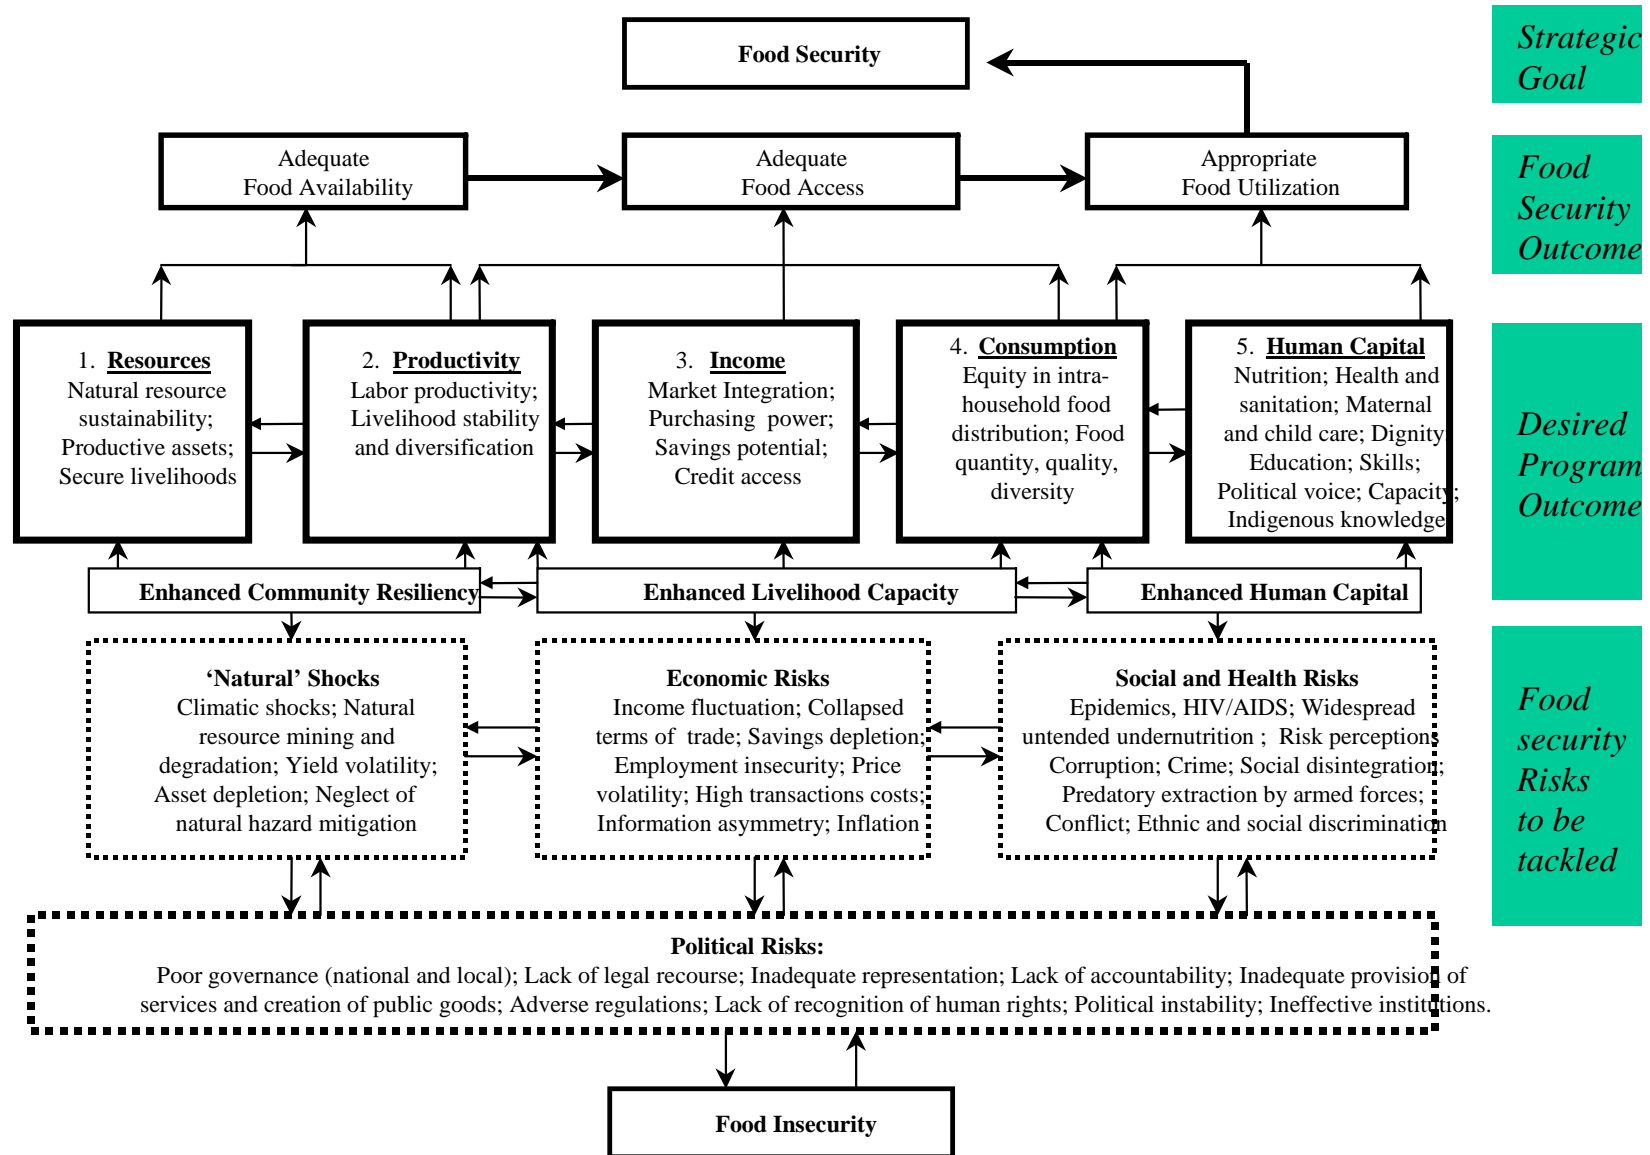 Food Security
Strategic
Goal
Adequate
Food Availability
Adequate
Food Access
Appropriate
Food Utilization
Food
Security
Outcome
1. Resources
Natural resource
sustainability;
Productive assets;
Secure livelihoods
2. Productivity
Labor productivity;
Livelihood stability
and diversification
3. Income
Market Integration;
Purchasing power;
Savings potential;
Credit access
4. Consumption
Equity in intra-
household food
distribution; Food
quantity, quality,
diversity
5. Human Capital
Nutrition; Health and
sanitation; Maternal
and child care; Dignity;
Education; Skills;
Political voice; Capacity;
Indigenous knowledge
Desired
Program
Outcome
Enhanced Community Resiliency
Enhanced Livelihood Capacity
Enhanced Human Capital
‘Natural’ Shocks
Climatic shocks; Natural
resource mining and
degradation; Yield volatility;
Asset depletion; Neglect of
natural hazard mitigation
Economic Risks
Income fluctuation; Collapsed
terms of trade; Savings depletion;
Employment insecurity; Price
volatility; High transactions costs;
Information asymmetry; Inflation
Social and Health Risks
Epidemics, HIV/AIDS; Widespread
untended undernutrition ; Risk perceptions
Corruption; Crime; Social disintegration;
Predatory extraction by armed forces;
Conflict; Ethnic and social discrimination
Food
security
Risks
to be
tackled
Political Risks:
Poor governance (national and local); Lack of legal recourse; Inadequate representation; Lack of accountability; Inadequate provision of
services and creation of public goods; Adverse regulations; Lack of recognition of human rights; Political instability; Ineffective institutions.
Food Insecurity